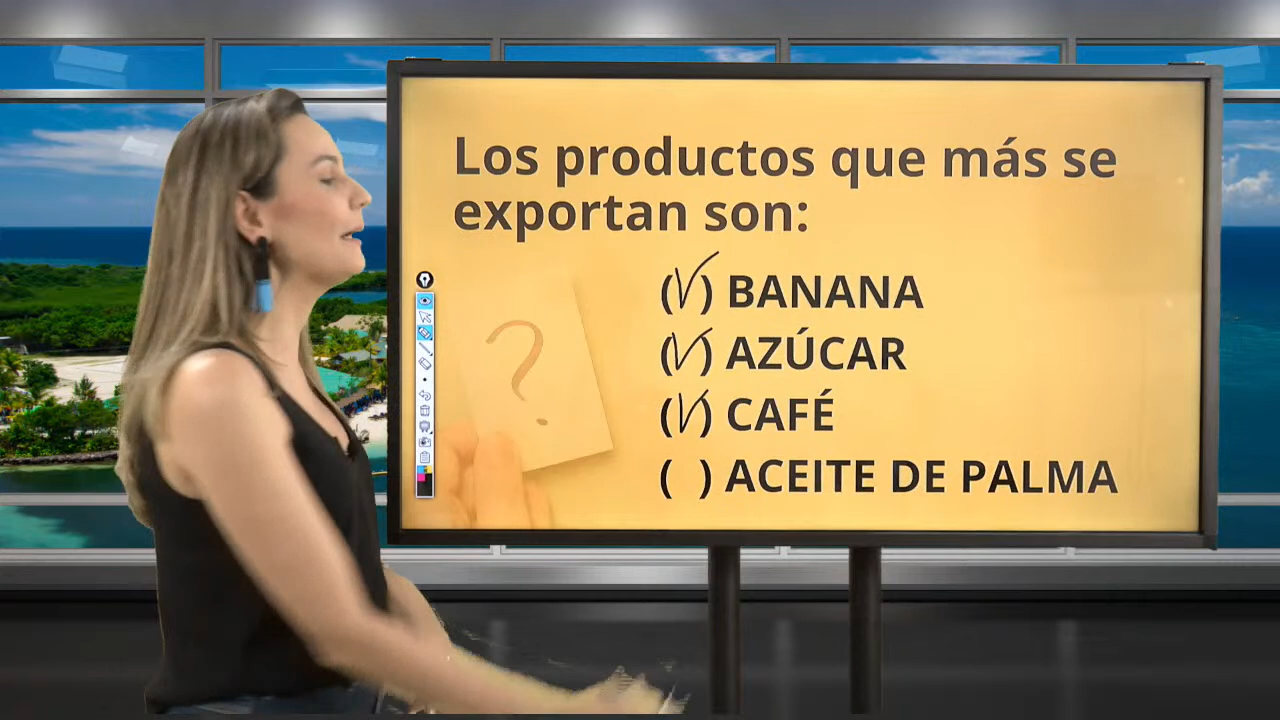 Los productos que más se
exportan son:
?
(✓) BANANA
(✓) AZÚCAR
(✓) CAFÉ
( ) ACEITE DE PALMA